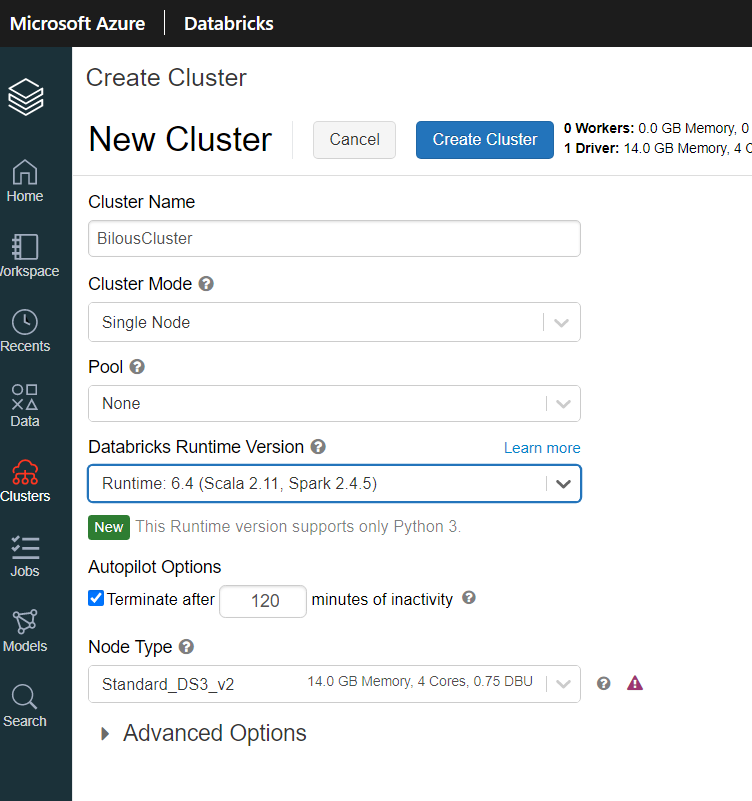 Microsoft Azure | Databricks
Create Cluster
New Cluster
Cancel
Create Cluster
0 Workers: 0.0 GB Memory, 0
1 Driver: 14.0 GB Memory, 4 C
Home
Workspace
Recents
Data
Clusters
Jobs
Models
Search
Cluster Name
BilousCluster
Cluster Mode ?
Single Node
Pool ?
None
Databricks Runtime Version ? Learn more
Runtime: 6.4 (Scala 2.11, Spark 2.4.5)
New This Runtime version supports only Python 3.
Autopilot Options
Terminate after 120 minutes of inactivity ?
Node Type ?
Standard_DS3_v2 14.0 GB Memory, 4 Cores, 0.75 DBU ?
Advanced Options